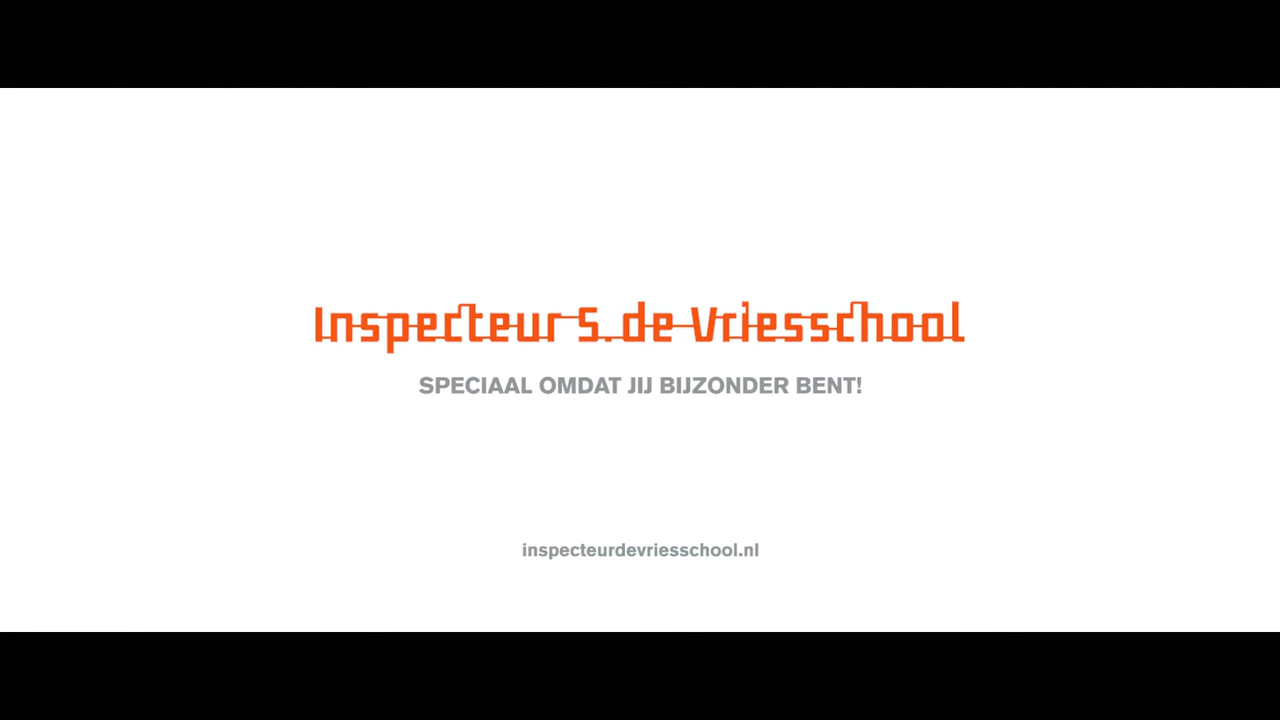 Inspecteur S. de Vriesschool
SPECIAAL OMDAT JIJ BIJZONDER BENT!
inspecteurdevriesschool.nl